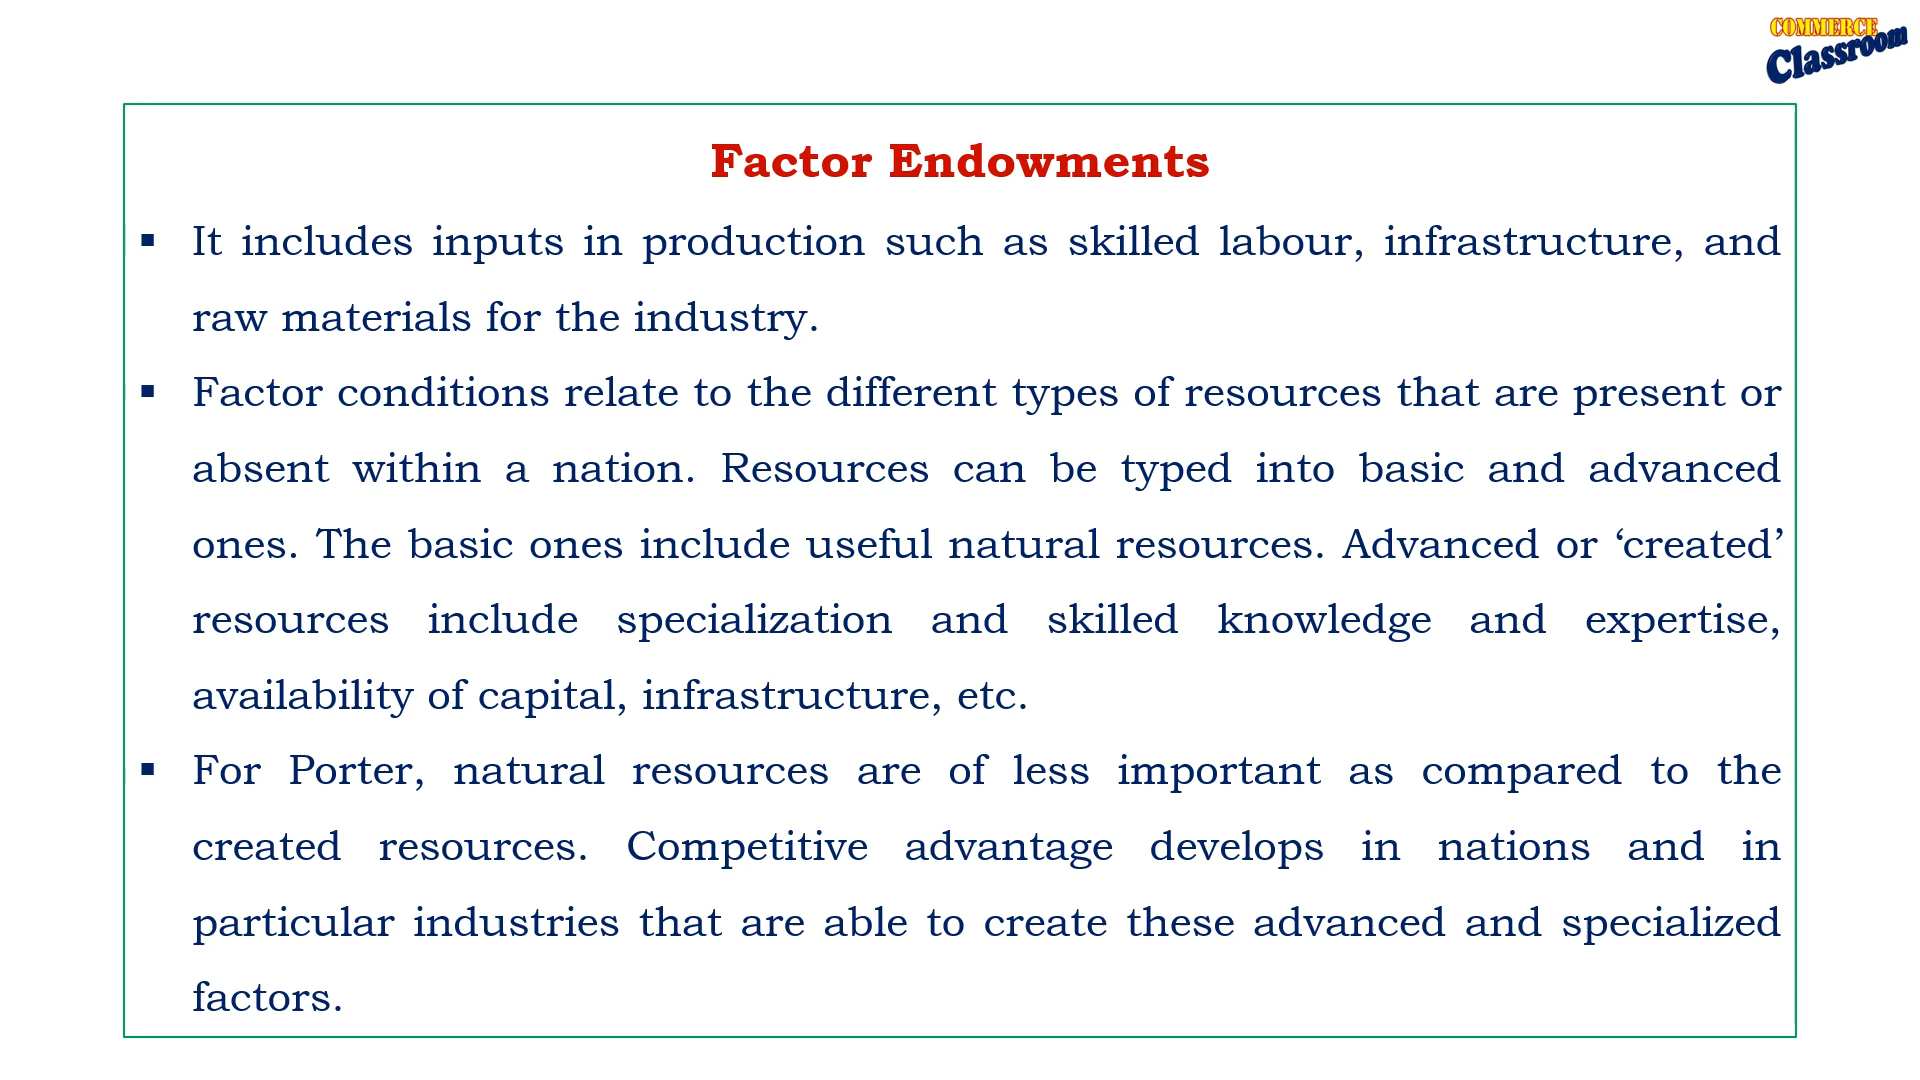 COMMERCE
Classroom
Factor Endowments
▪ It includes inputs in production such as skilled labour, infrastructure, and
raw materials for the industry.
▪ Factor conditions relate to the different types of resources that are present or
absent within a nation. Resources can be typed into basic and advanced
ones. The basic ones include useful natural resources. Advanced or ‘created’
resources include specialization and skilled knowledge and expertise,
availability of capital, infrastructure, etc.
▪ For Porter, natural resources are of less important as compared to the
created resources. Competitive advantage develops in nations and in
particular industries that are able to create these advanced and specialized
factors.